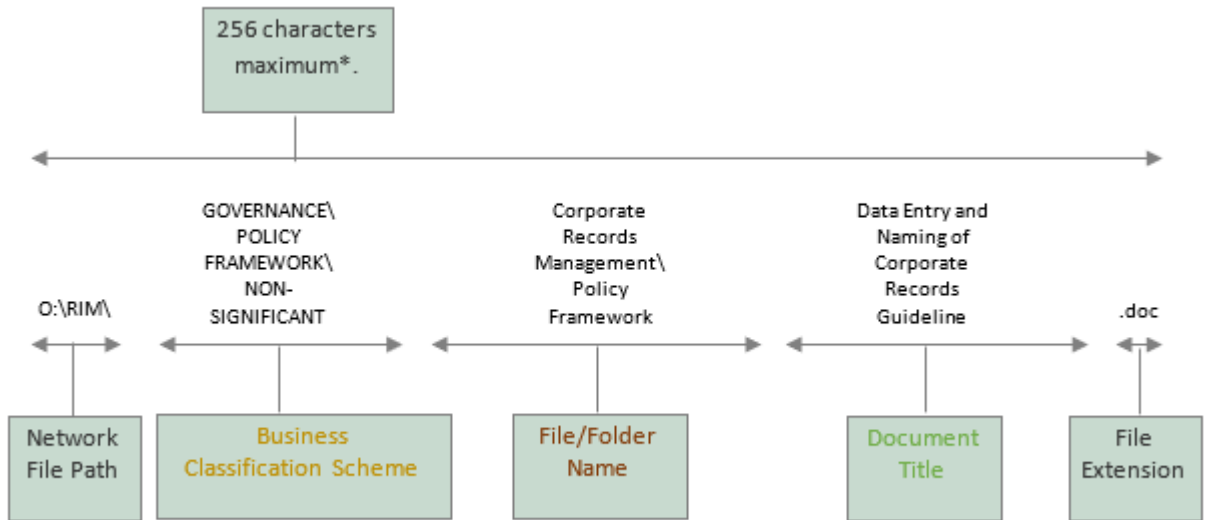 256 characters
maximum*.
O:\RIM\
GOVERNANCE\
POLICY
FRAMEWORK\
NON-
SIGNIFICANT
Corporate
Records
Management\
Policy
Framework
Data Entry and
Naming of
Corporate
Records
Guideline
.doc
Network
File Path
Business
Classification Scheme
File/Folder
Name
Document
Title
File
Extension